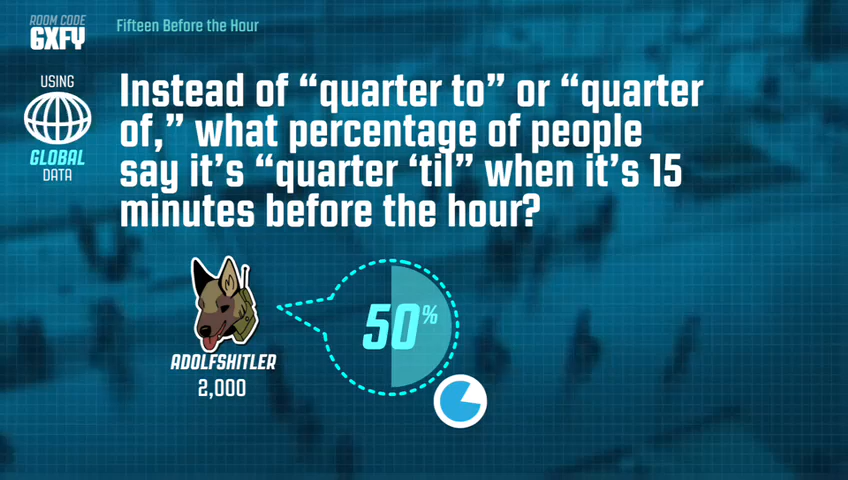 ROOM CODE
6XFY
Fifteen Before the Hour
USING
GLOBAL
DATA
Instead of “quarter to” or “quarter
of,” what percentage of people
say it’s “quarter ‘til” when it’s 15
minutes before the hour?
50%
ADOLFSHITLER
2,000